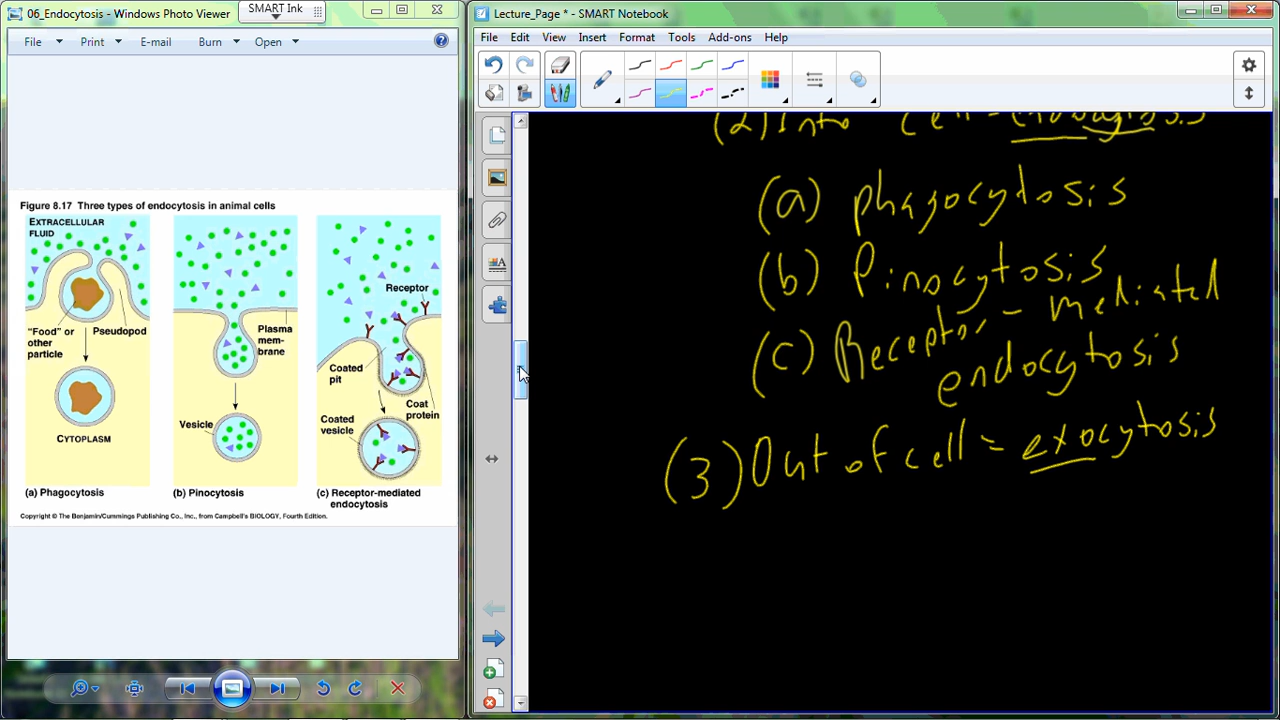 06_Endocytosis - Windows Photo Viewer
SMART Ink
File Print E-mail Burn Open
Figure 8.17 Three types of endocytosis in animal cells
EXTRACELLULAR
FLUID
"Food" or
other
particle
Pseudopod
CYTOPLASM
(a) Phagocytosis
Plasma
mem-
brane
Vesicle
(b) Pinocytosis
Receptor
Coated
pit
Coat
protein
Coated
vesicle
(c) Receptor-mediated
endocytosis
Copyright © The Benjamin/Cummings Publishing Co., Inc., from Campbell's BIOLOGY, Fourth Edition.
Lecture_Page * - SMART Notebook
File Edit View Insert Format Tools Add-ons Help
(2) Into cell = endocytosis
(a) phagocytosis
(b) Pinocytosis
(c) Receptor - mediated
endocytosis
(3) Out of cell = exocytosis